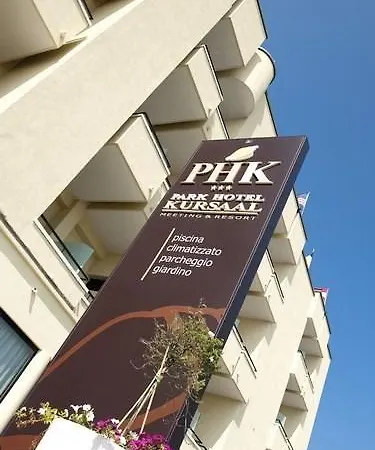 PHK
★★★
PARK HOTEL
KURSAAL
MEETING & RESORT
piscina
climatizzato
parcheggio
giardino